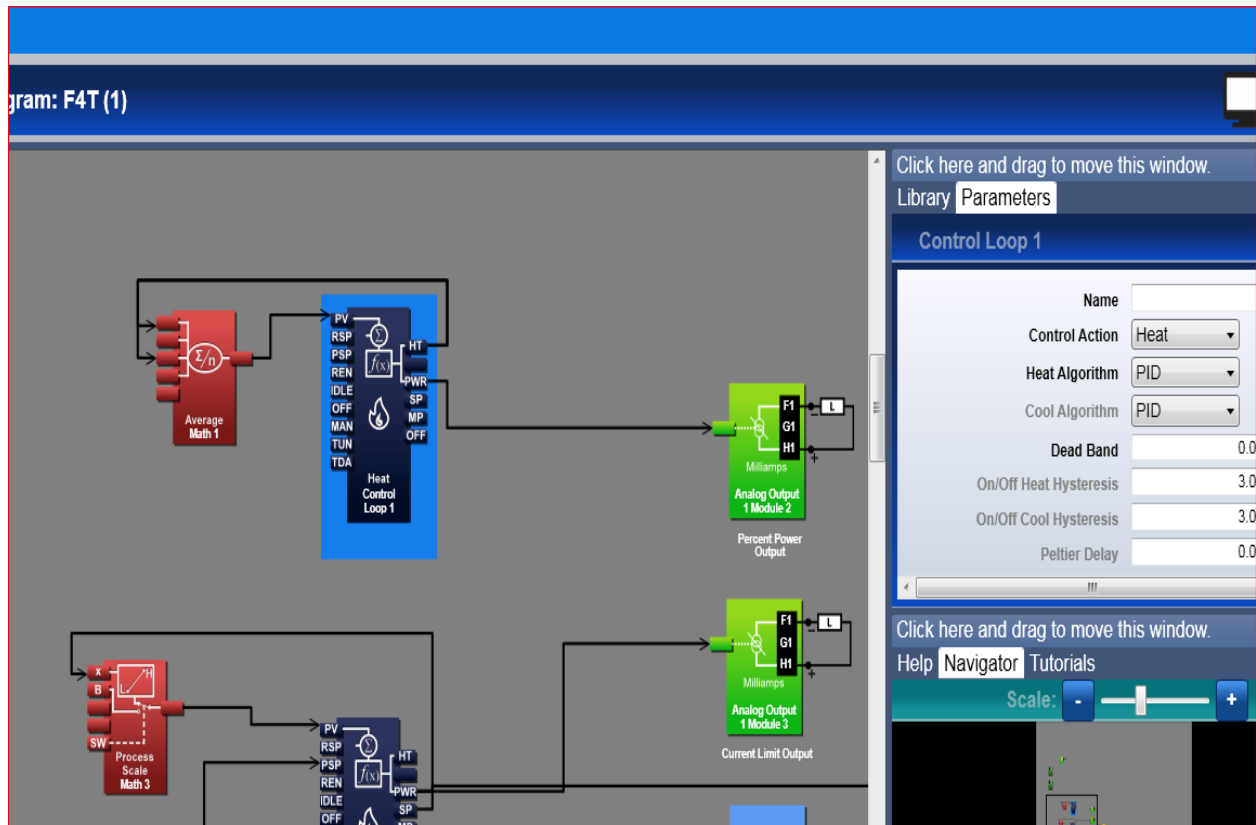 gram: F4T (1)
Click here and drag to move this window.
Library Parameters
Control Loop 1
Name
Control Action Heat
Heat Algorithm PID
Cool Algorithm PID
Dead Band 0.0
On/Off Heat Hysteresis 3.0
On/Off Cool Hysteresis 3.0
Peltier Delay 0.0
Click here and drag to move this window.
Help Navigator Tutorials
Scale: - +
Σ/n
Average
Math 1
PV
RSP
PSP
REN
IDLE
OFF
MAN
TUN
TDA
Σ
f(x)
HT
PWR
SP
MP
OFF
Heat
Control
Loop 1
F1
G1
H1
L
-
+
Milliamps
Analog Output
1 Module 2
Percent Power
Output
F1
G1
H1
L
-
+
Milliamps
Analog Output
1 Module 3
Current Limit Output
X
B
SW
H
L
Process
Scale
Math 3
PV
RSP
PSP
REN
IDLE
OFF
Σ
f(x)
HT
PWR
SP
MP